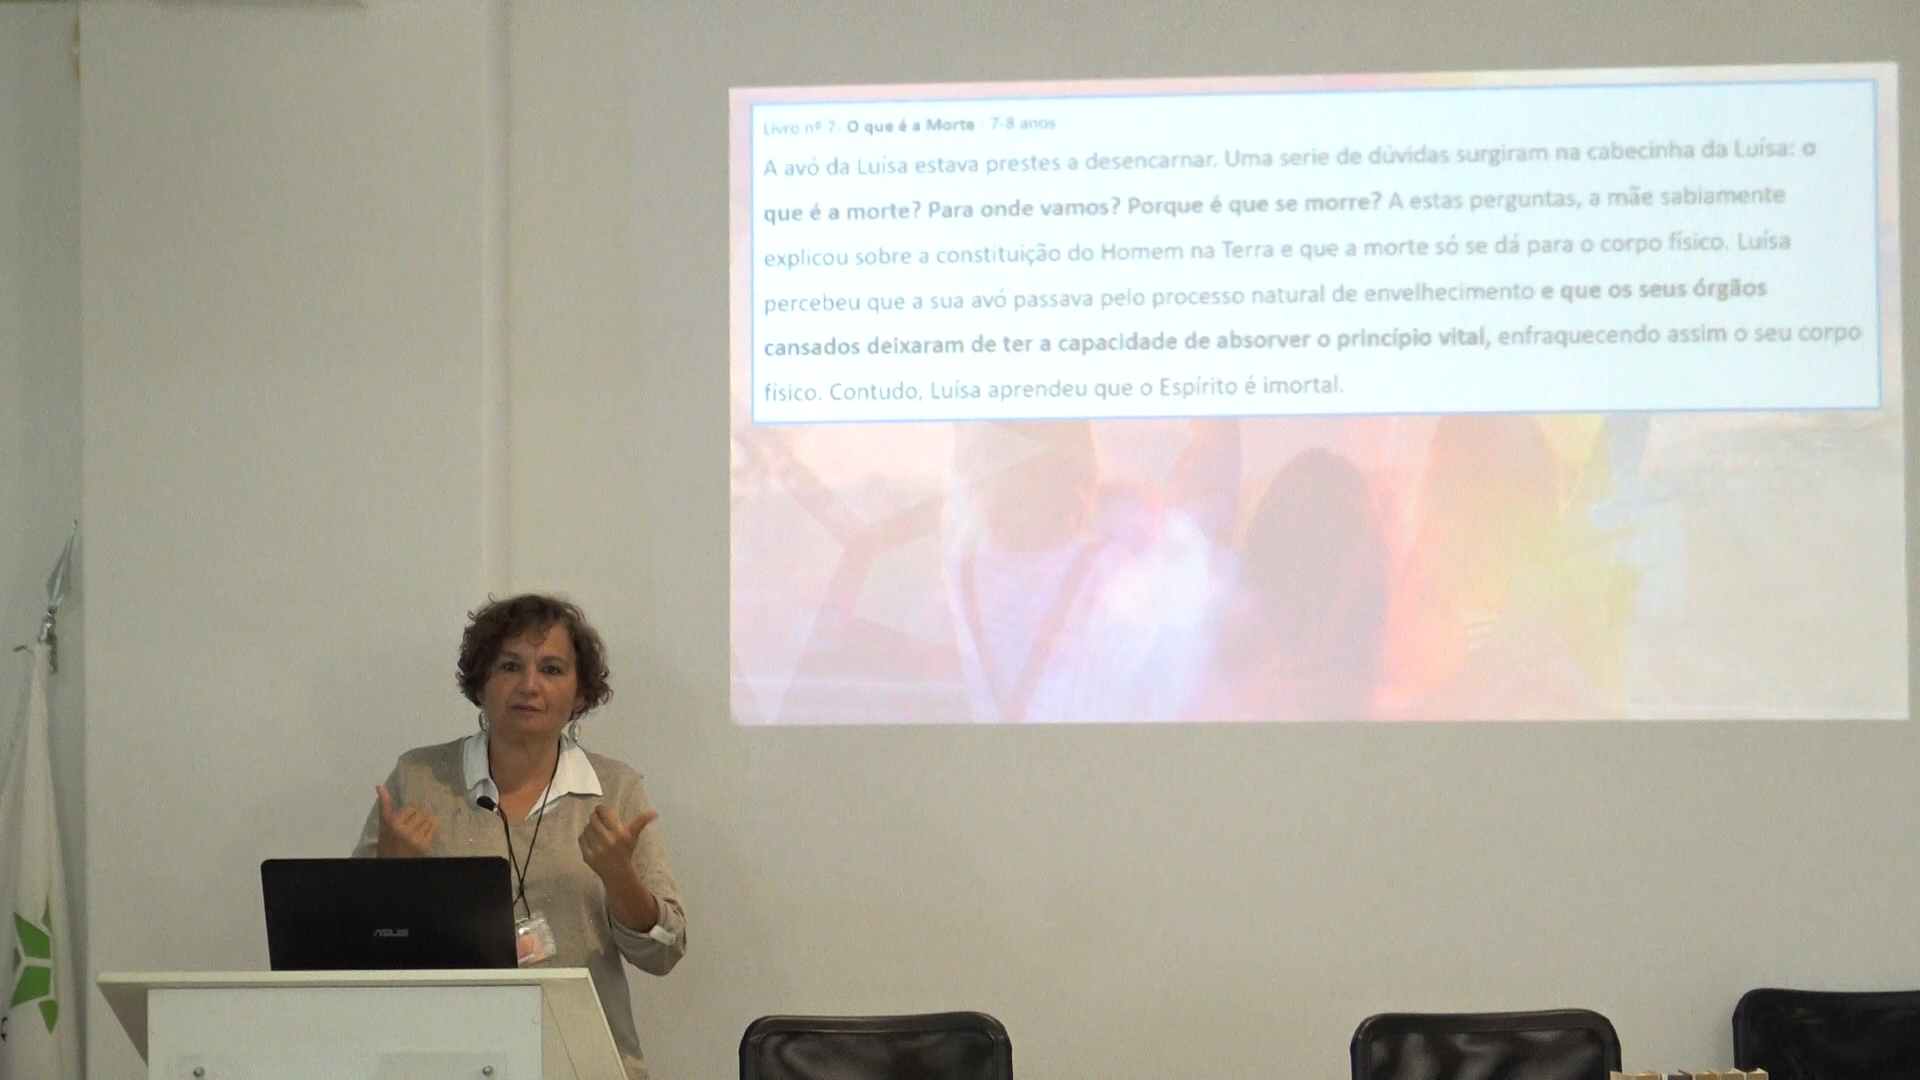 Livro nº 7- O que é a Morte - 7-8 anos
A avó da Luísa estava prestes a desencarnar. Uma serie de dúvidas surgiram na cabecinha da Luísa: o
que é a morte? Para onde vamos? Porque é que se morre? A estas perguntas, a mãe sabiamente
explicou sobre a constituição do Homem na Terra e que a morte só se dá para o corpo físico. Luísa
percebeu que a sua avó passava pelo processo natural de envelhecimento e que os seus órgãos
cansados deixaram de ter a capacidade de absorver o princípio vital, enfraquecendo assim o seu corpo
físico. Contudo, Luísa aprendeu que o Espírito é imortal.
ASUS